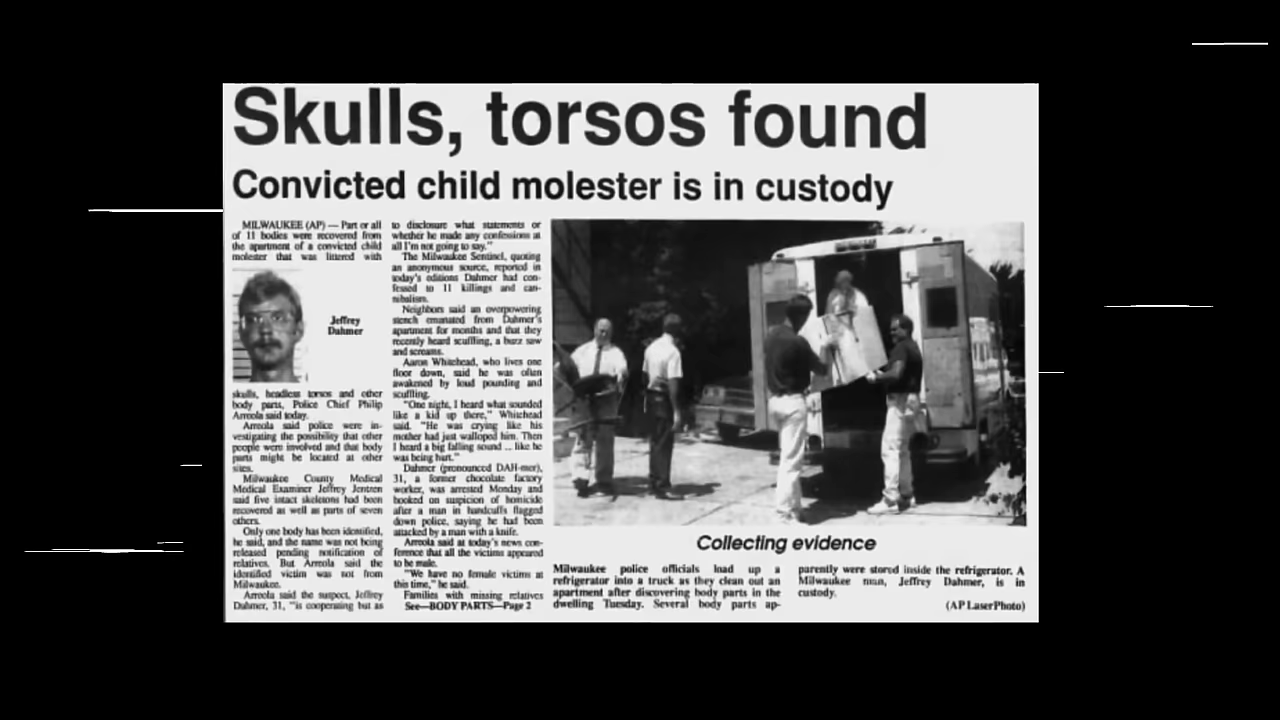 Skulls, torsos found
Convicted child molester is in custody
MILWAUKEE (AP) — Part or all
of 11 bodies were recovered from
the apartment of a convicted child
molester that was littered with
Jeffrey
Dahmer
skulls, headless torsos and other
body parts, Police Chief Philip
Arreola said today.
Arreola said police were in-
vestigating the possibility that other
people were involved and that body
parts might be located at other
sites.
Milwaukee County Medical
Medical Examiner Jeffrey Jentzen
said five intact skeletons had been
recovered as well as parts of seven
others.
Only one body has been identified,
he said, and the name was not being
released pending notification of
relatives. But Arreola said the
identified victim was not from
Milwaukee.
Arreola said the suspect, Jeffrey
Dahmer, 31, "is cooperating but as
to disclosure what statements or
whether he made any confessions at
all I'm not going to say."
The Milwaukee Sentinel, quoting
an anonymous source, reported in
today's editions Dahmer had con-
fessed to 11 killings and can-
nibalism.
Neighbors said an overpowering
stench emanated from Dahmer's
apartment for months and that they
recently heard scuffling, a buzz saw
and screams.
Aaron Whitehead, who lives one
floor down, said he was often
awakened by loud pounding and
scuffling.
"One night, I heard what sounded
like a kid up there," Whitehead
said. "He was crying like his
mother had just walloped him. Then
I heard a big falling sound ... like he
was being hurt."
Dahmer (pronounced DAH-mer),
31, a former chocolate factory
worker, was arrested Monday and
booked on suspicion of homicide
after a man in handcuffs flagged
down police, saying he had been
attacked by a man with a knife.
Arreola said at today's news con-
ference that all the victims appeared
to be male.
"We have no female victims at
this time," he said.
Families with missing relatives
See—BODY PARTS—Page 2
Collecting evidence
Milwaukee police officials load up a
refrigerator into a truck as they clean out an
apartment after discovering body parts in the
dwelling Tuesday. Several body parts ap-
parently were stored inside the refrigerator. A
Milwaukee man, Jeffrey Dahmer, is in
custody.
(AP LaserPhoto)